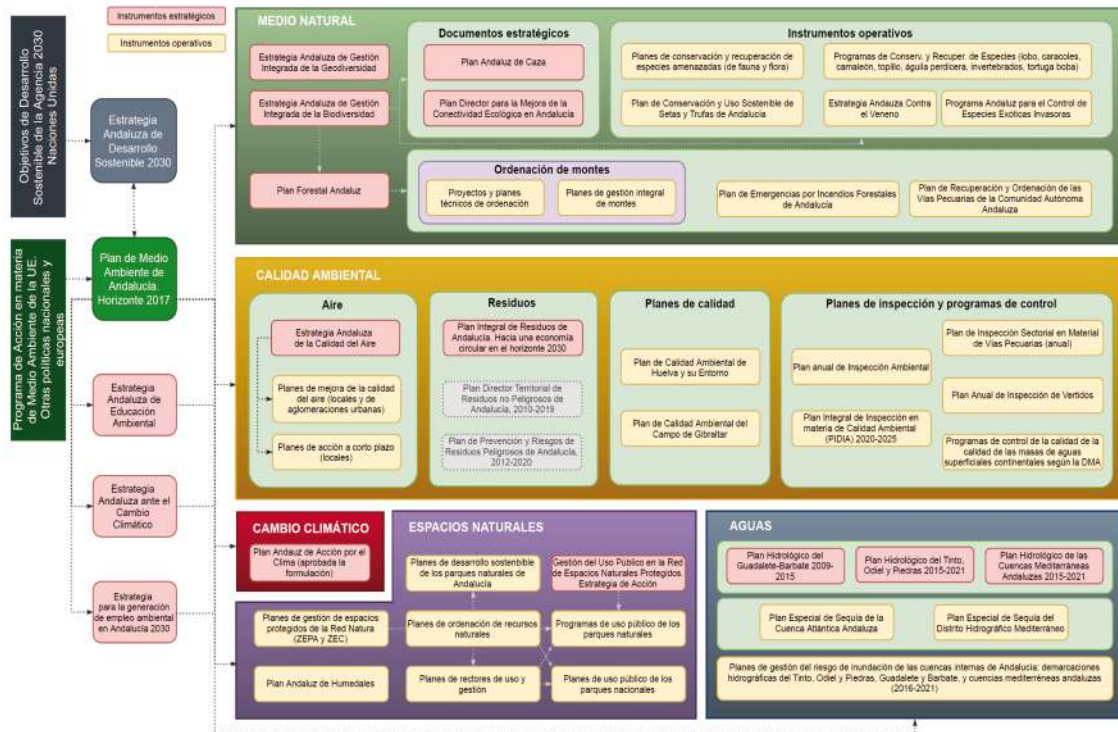 Instrumentos estratégicos
Instrumentos operativos
Objetivos de Desarrollo
Sostenible de la Agencia 2030
Naciones Unidas
Estrategia
Andaluza de
Desarrollo
Sostenible 2030
Programa de Acción en materia
de Medio Ambiente de la UE.
Otras políticas nacionales y
europeas
Plan de Medio
Ambiente de
Andalucía.
Horizonte 2017
Estrategia
Andaluza de
Educación
Ambiental
Estrategia
Andaluza ante el
Cambio
Climático
Estrategia
para la generación
de empleo ambiental
en Andalucía 2030
MEDIO NATURAL
Estrategia Andaluza de Gestión
Integrada de la Geodiversidad
Estrategia Andaluza de Gestión
Integrada de la Biodiversidad
Plan Forestal Andaluz
Documentos estratégicos
Plan Andaluz de Caza
Plan Director para la Mejora de la
Conectividad Ecológica en Andalucía
Instrumentos operativos
Planes de conservación y recuperación de
especies amenazadas (de fauna y flora)
Programas de Conserv. y Recuper. de Especies (lobo, caracoles,
camaleón, topillo, águila perdicera, invertebrados, tortuga boba)
Plan de Conservación y Uso Sostenible de
Setas y Trufas de Andalucía
Estrategia Andauza Contra
el Veneno
Programa Andaluz para el Control de
Especies Exóticas Invasoras
Ordenación de montes
Proyectos y planes
técnicos de ordenación
Planes de gestión integral
de montes
Plan de Emergencias por Incendios Forestales
de Andalucía
Plan de Recuperación y Ordenación de las
Vías Pecuarias de la Comunidad Autónoma
Andaluza
CALIDAD AMBIENTAL
Aire
Estrategia Andaluza
de la Calidad del Aire
Planes de mejora de la calidad
del aire (locales y de
de aglomeraciones urbanas)
Planes de acción a corto plazo
(locales)
Residuos
Plan Integral de Residuos de
Andalucía. Hacia una economía
circular en el horizonte 2030
Plan Director Territorial de
Residuos no Peligrosos de
Andalucía, 2010-2019
Plan de Prevención y Riesgos de
Residuos Peligrosos de Andalucía,
2012-2020
Planes de calidad
Plan de Calidad Ambiental de
Huelva y su Entorno
Plan de Calidad Ambiental del
Campo de Gibraltar
Planes de inspección y programas de control
Plan anual de Inspección Ambiental
Plan Integral de Inspección en
materia de Calidad Ambiental
(PIDIA) 2020-2025
Plan de Inspección Sectorial en Material
de Vías Pecuarias (anual)
Plan Anual de Inspección de Vertidos
Programas de control de la calidad de la
calidad de las masas de aguas
superficiales continentales según la DMA
CAMBIO CLIMÁTICO
Plan Andauz de Acción por el
Clima (aprobada la
formulación)
ESPACIOS NATURALES
Planes de desarrollo sostenbible
de los parques naturales de
Andalucía
Gestión del Uso Público en la Red
de Espacios Naturales Protegidos.
Estrategia de Acción
Planes de gestión de espacios
protegidos de la Red Natura
(ZEPA y ZEC)
Planes de ordenación de recursos
naturales
Programas de uso público de los
parques naturales
Plan Andaluz de Humedales
Planes de rectores de uso y
gestión
Planes de uso público de los
parques nacionales
AGUAS
Plan Hidrológico del
Guadalete-Barbate 2009-
2015
Plan Hidrológico del Tinto,
Odiel y Piedras 2015-2021
Plan Hidrológico de las
Cuencas Mediterráneas
Andaluzas 2015-2021
Plan Especial de Sequía de la
Cuenca Atlántica Andaluza
Plan Especial de Sequía del
Distrito Hidrográfico Mediterráneo
Planes de gestión del riesgo de inundación de las cuencas internas de Andalucía: demarcaciones
hidrográficas del Tinto, Odiel y Piedras, Guadalete y Barbate, y cuencas mediterréneas andaluzas
(2016-2021)